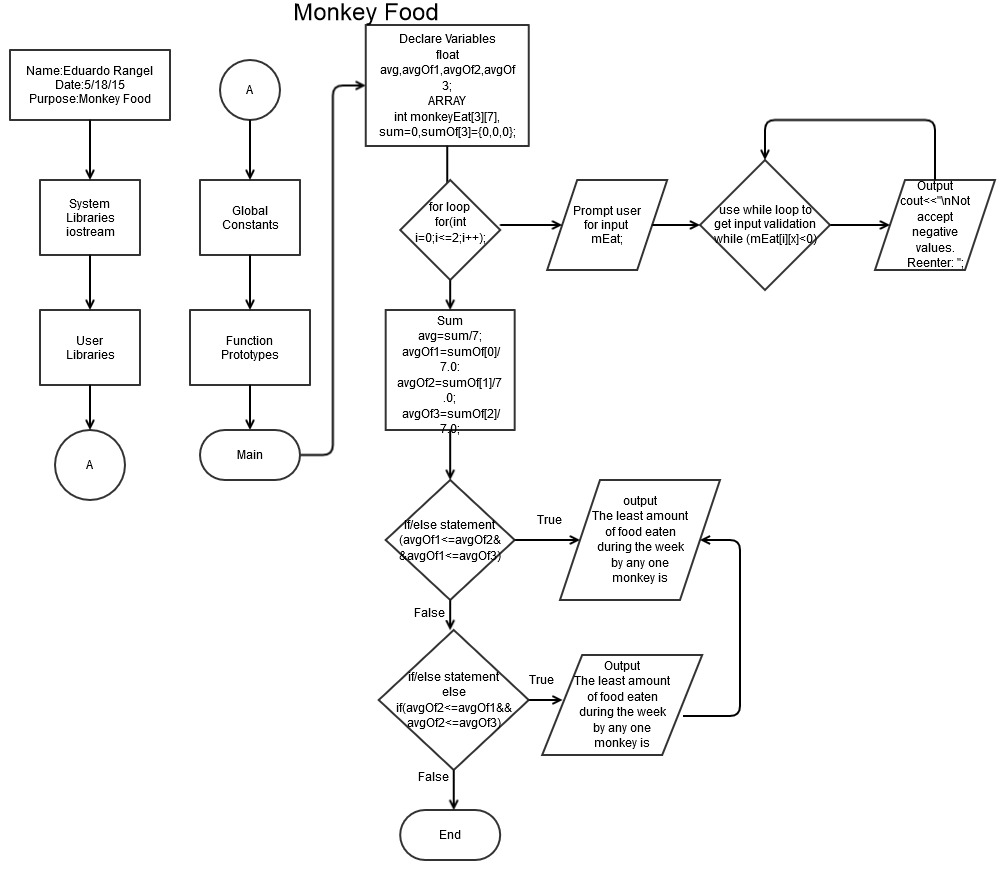 Monkey Food
Name:Eduardo Rangel
Date:5/18/15
Purpose:Monkey Food
System
Libraries
iostream
User
Libraries
A
A
Global
Constants
Function
Prototypes
Main
Declare Variables
float
avg,avgOf1,avgOf2,avgOf
3;
ARRAY
int monkeyEat[3][7],
sum=0,sumOf[3]={0,0,0};
for loop
for(int
i=0;i<=2;i++);
Prompt user
for input
mEat;
use while loop to
get input validation
while (mEat[i][x]<0)
Output
cout<<"\nNot
accept
negative
values.
Reenter: ";
Sum
avg=sum/7;
avgOf1=sumOf[0]/
7.0:
avgOf2=sumOf[1]/7
.0;
avgOf3=sumOf[2]/
7.0;
if/else statement
(avgOf1<=avgOf2&
&avgOf1<=avgOf3)
True
output
The least amount
of food eaten
during the week
by any one
monkey is
False
if/else statement
else
if(avgOf2<=avgOf1&&
avgOf2<=avgOf3)
True
Output
The least amount
of food eaten
during the week
by any one
monkey is
False
End